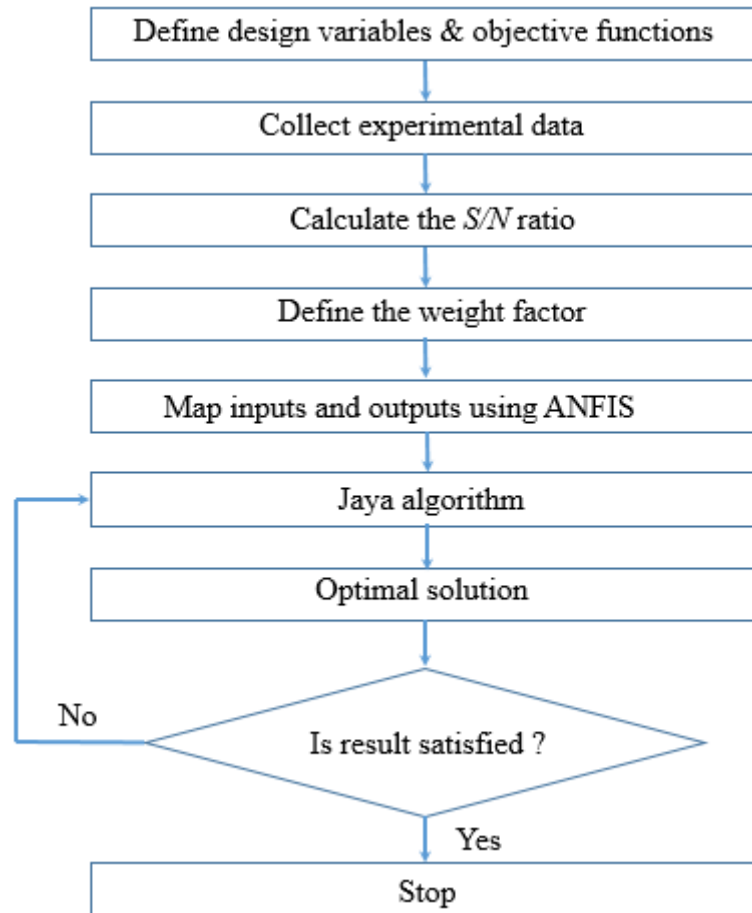 Define design variables & objective functions
Collect experimental data
Calculate the S/N ratio
Define the weight factor
Map inputs and outputs using ANFIS
Jaya algorithm
Optimal solution
No
Is result satisfied ?
Yes
Stop